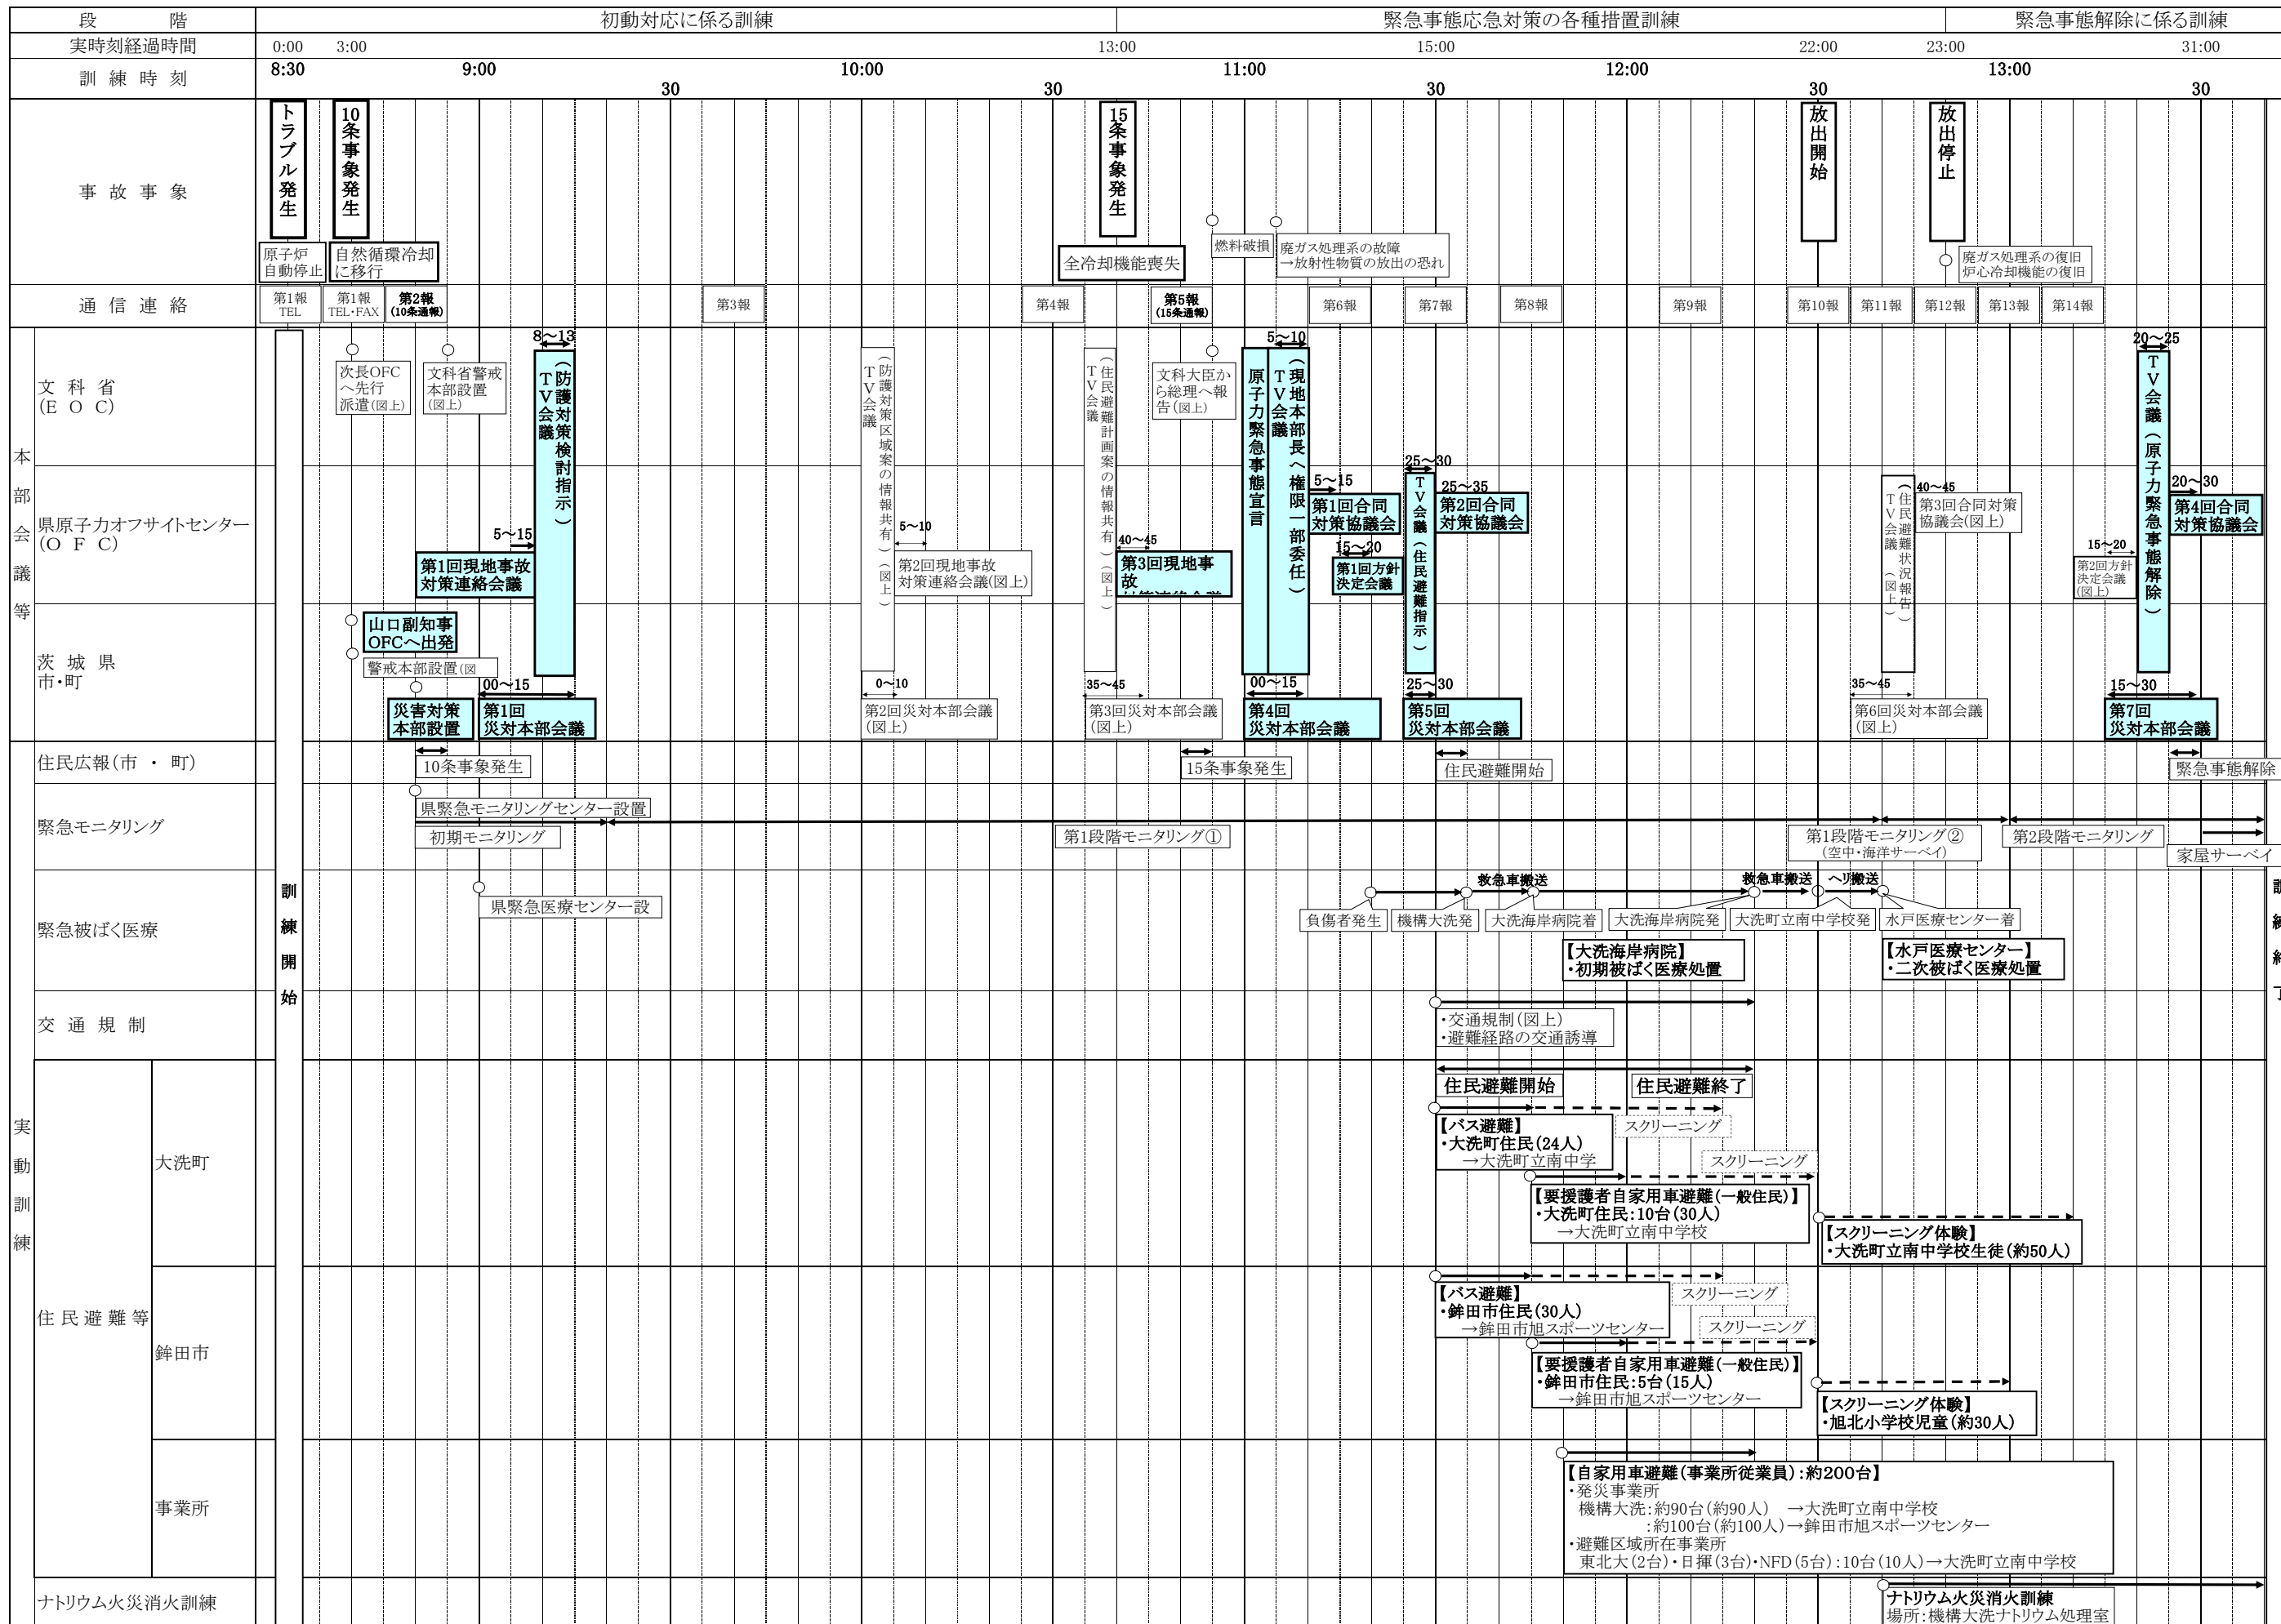 段　階
初動対応に係る訓練
緊急事態応急対策の各種措置訓練
緊急事態解除に係る訓練
実時刻経過時間
0:00
3:00
13:00
15:00
22:00
23:00
31:00
訓練時刻
8:30
9:00
30
10:00
30
11:00
30
12:00
30
13:00
30
事故事象
トラブル発生
10条事象発生
15条事象発生
放出開始
放出停止
原子炉
自動停止
自然循環冷却
に移行
全冷却機能喪失
燃料破損
廃ガス処理系の故障
→放射性物質の放出の恐れ
廃ガス処理系の復旧
炉心冷却機能の復旧
通信連絡
第1報
TEL
第1報
TEL・FAX
第2報
(10条通報)
第3報
第4報
第5報
(15条通報)
第6報
第7報
第8報
第9報
第10報
第11報
第12報
第13報
第14報
本部会議等
文科省
(EOC)
次長OFC
へ先行
派遣(図上)
文科省警戒
本部設置
(図上)
8～13
TV会議
(防護対策検討指示)
TV会議
(防護対策区域案の情報共有)(図上)
TV会議
(住民避難計画案の情報共有)(図上)
文科大臣か
ら総理へ報
告(図上)
原子力緊急事態宣言
5～10
TV会議
(現地本部長へ権限一部委任)
20～25
TV会議(原子力緊急事態解除)
県原子力オフサイトセンター
(OFC)
5～15
第1回現地事故
対策連絡会議
5～10
第2回現地事故
対策連絡会議(図上)
40～45
第3回現地事
故
5～15
第1回合同
対策協議会
15～20
第1回方針
決定会議
25～30
TV会議(住民避難指示)
25～35
第2回合同
対策協議会
TV会議
(住民避難状況報告)
(図上)
40～45
第3回合同対策
協議会(図上)
15～20
第2回方針
決定会議
(図上)
20～30
第4回合同
対策協議会
茨城県
市・町
山口副知事
OFCへ出発
警戒本部設置(図
災害対策
本部設置
00～15
第1回
災対本部会議
0～10
第2回災対本部会議
(図上)
35～45
第3回災対本部会議
(図上)
00～15
第4回
災対本部会議
25～30
第5回
災対本部会議
35～45
第6回災対本部会議
(図上)
15～30
第7回
災対本部会議
住民広報(市・町)
10条事象発生
15条事象発生
住民避難開始
緊急事態解除
訓練開始
訓練終了
緊急モニタリング
県緊急モニタリングセンター設置
初期モニタリング
第1段階モニタリング①
第1段階モニタリング②
(空中・海洋サーベイ)
第2段階モニタリング
家屋サーベイ
緊急被ばく医療
県緊急医療センター設
救急車搬送
救急車搬送
ヘリ搬送
負傷者発生
機構大洗発
大洗海岸病院着
大洗海岸病院発
大洗町立南中学校発
水戸医療センター着
【大洗海岸病院】
・初期被ばく医療処置
【水戸医療センター】
・二次被ばく医療処置
交通規制
・交通規制(図上)
・避難経路の交通誘導
実動訓練
住民避難等
大洗町
住民避難開始
住民避難終了
【バス避難】
・大洗町住民(24人)
→大洗町立南中学
スクリーニング
スクリーニング
【要援護者自家用車避難(一般住民)】
・大洗町住民:10台(30人)
→大洗町立南中学校
【スクリーニング体験】
・大洗町立南中学校生徒(約50人)
鉾田市
【バス避難】
・鉾田市住民(30人)
→鉾田市旭スポーツセンター
スクリーニング
スクリーニング
【要援護者自家用車避難(一般住民)】
・鉾田市住民:5台(15人)
→鉾田市旭スポーツセンター
【スクリーニング体験】
・旭北小学校児童(約30人)
事業所
【自家用車避難(事業所従業員):約200台】
・発災事業所
機構大洗:約90台(約90人)　→大洗町立南中学校
:約100台(約100人)→鉾田市旭スポーツセンター
・避難区域所在事業所
東北大(2台)・日揮(3台)・NFD(5台):10台(10人)→大洗町立南中学校
ナトリウム火災消火訓練
ナトリウム火災消火訓練
場所:機構大洗ナトリウム処理室